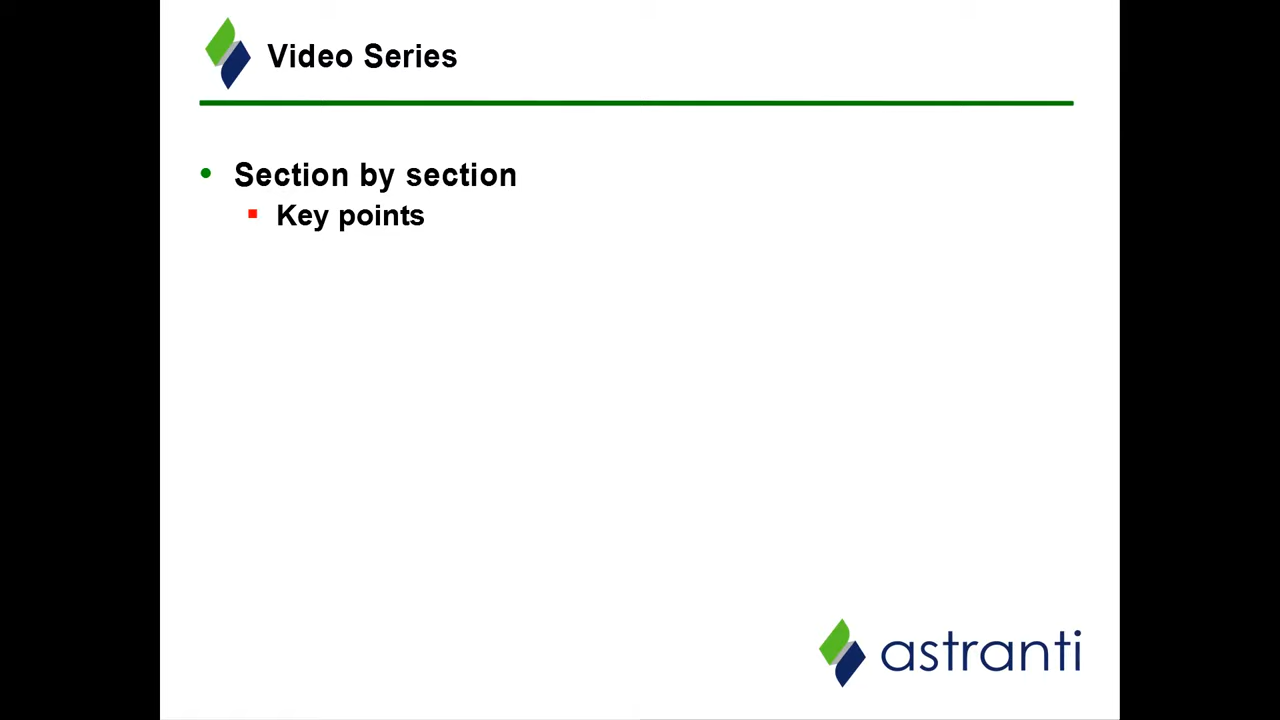 Video Series
Section by section
Key points
astranti